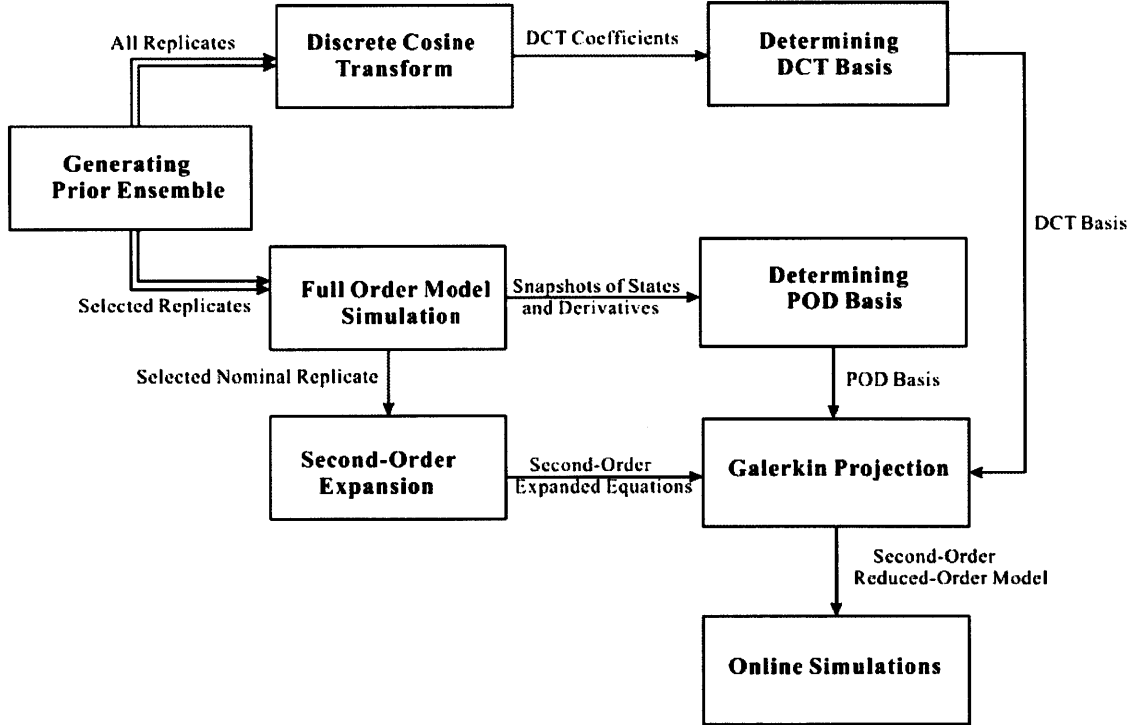 All Replicates
Discrete Cosine
Transform
DCT Coefficients
Determining
DCT Basis
Generating
Prior Ensemble
DCT Basis
Selected Replicates
Full Order Model
Simulation
Snapshots of States
and Derivatives
Determining
POD Basis
Selected Nominal Replicate
POD Basis
Second-Order
Expansion
Second-Order
Expanded Equations
Galerkin Projection
Second-Order
Reduced-Order Model
Online Simulations